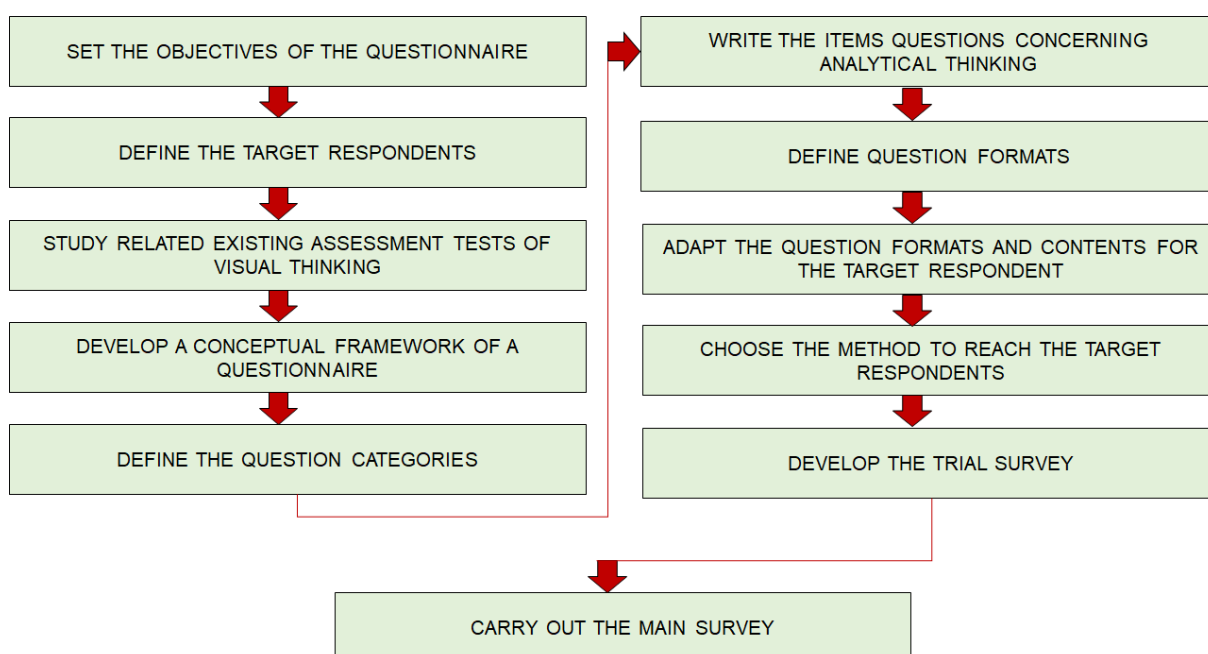 SET THE OBJECTIVES OF THE QUESTIONNAIRE
DEFINE THE TARGET RESPONDENTS
STUDY RELATED EXISTING ASSESSMENT TESTS OF
VISUAL THINKING
DEVELOP A CONCEPTUAL FRAMEWORK OF A
QUESTIONNAIRE
DEFINE THE QUESTION CATEGORIES
WRITE THE ITEMS QUESTIONS CONCERNING
ANALYTICAL THINKING
DEFINE QUESTION FORMATS
ADAPT THE QUESTION FORMATS AND CONTENTS FOR
THE TARGET RESPONDENT
CHOOSE THE METHOD TO REACH THE TARGET
RESPONDENTS
DEVELOP THE TRIAL SURVEY
CARRY OUT THE MAIN SURVEY